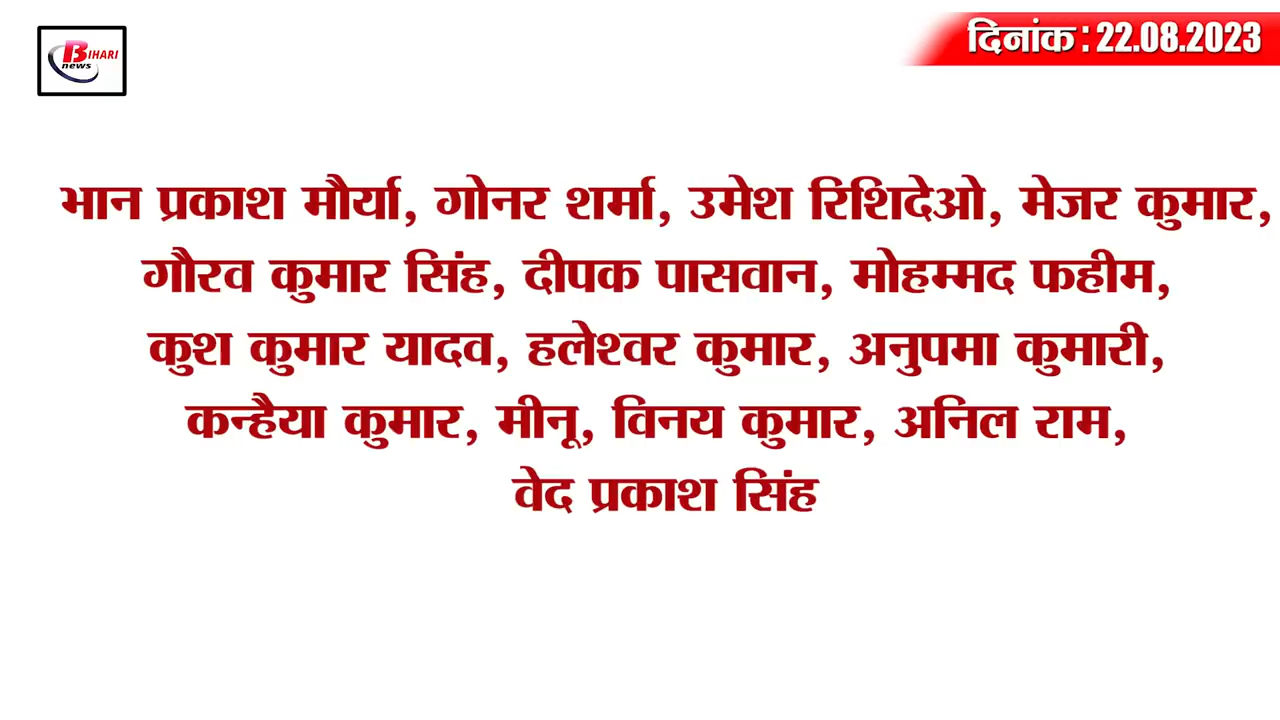 BIHARI
news
दिनांक : 22.08.2023
भान प्रकाश मौर्या, गोनर शर्मा, उमेश रिशिदेओ, मेजर कुमार,
गौरव कुमार सिंह, दीपक पासवान, मोहम्मद फहीम,
कुश कुमार यादव, हलेश्वर कुमार, अनुपमा कुमारी,
कन्हैया कुमार, मीनू, विनय कुमार, अनिल राम,
वेद प्रकाश सिंह